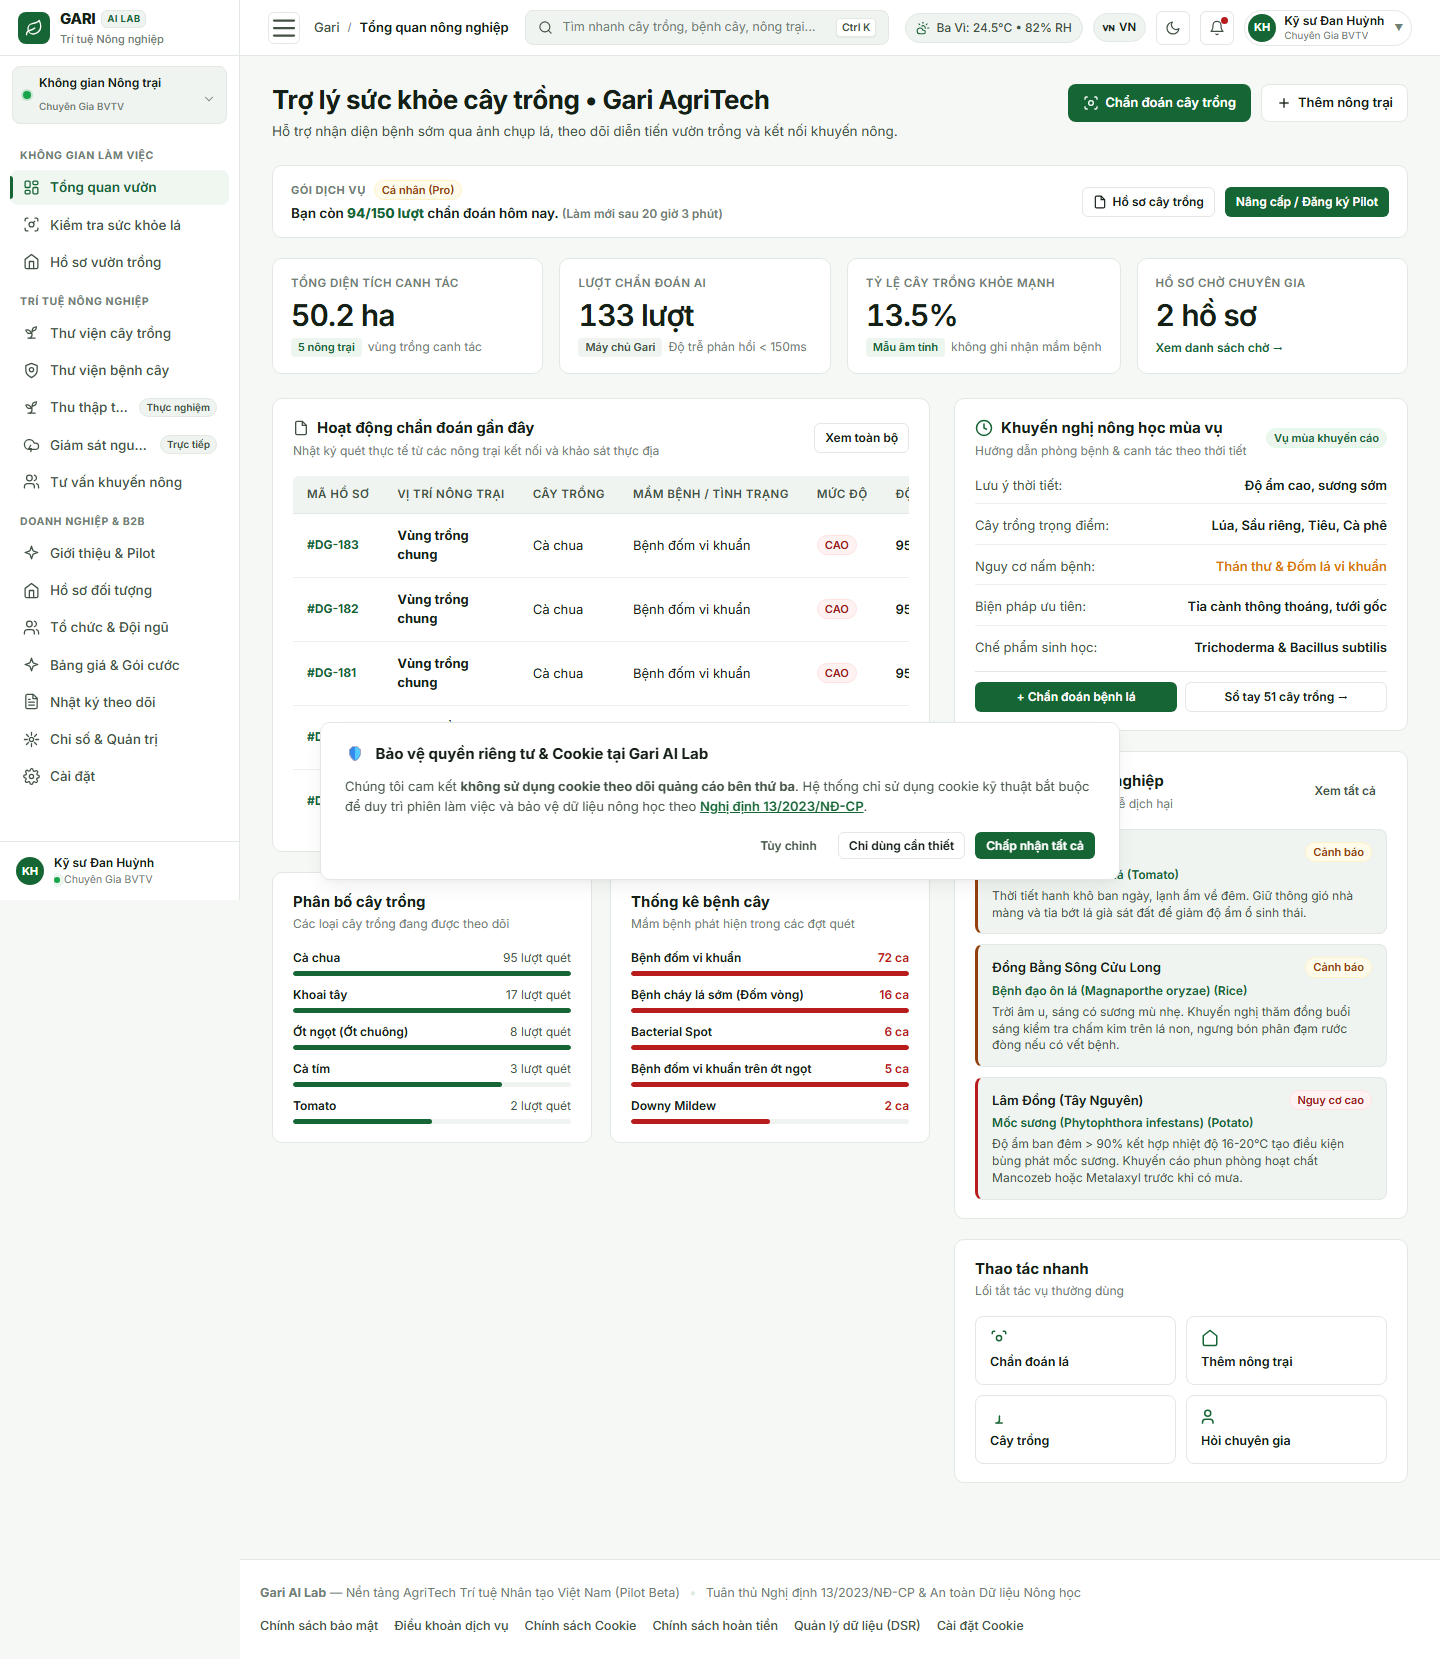 GARI AI LAB
Trí tuệ Nông nghiệp
Không gian Nông trại
Chuyên Gia BVTV
KHÔNG GIAN LÀM VIỆC
Tổng quan vườn
Kiểm tra sức khỏe lá
Hồ sơ vườn trồng
TRÍ TUỆ NÔNG NGHIỆP
Thư viện cây trồng
Thư viện bệnh cây
Thu thập t... Thực nghiệm
Giám sát ngu... Trực tiếp
Tư vấn khuyến nông
DOANH NGHIỆP & B2B
Giới thiệu & Pilot
Hồ sơ đối tượng
Tổ chức & Đội ngũ
Bảng giá & Gói cước
Nhật ký theo dõi
Chỉ số & Quản trị
Cài đặt
KH Kỹ sư Đan Huỳnh
Chuyên Gia BVTV
Gari / Tổng quan nông nghiệp
Tìm nhanh cây trồng, bệnh cây, nông trại... Ctrl K
Ba Vì: 24.5°C • 82% RH
VN VN
KH Kỹ sư Đan Huỳnh ▼
Chuyên Gia BVTV
Trợ lý sức khỏe cây trồng • Gari AgriTech
Hỗ trợ nhận diện bệnh sớm qua ảnh chụp lá, theo dõi diễn tiến vườn trồng và kết nối khuyến nông.
Chẩn đoán cây trồng
Thêm nông trại
GÓI DỊCH VỤ Cá nhân (Pro)
Bạn còn 94/150 lượt chẩn đoán hôm nay. (Làm mới sau 20 giờ 3 phút)
Hồ sơ cây trồng
Nâng cấp / Đăng ký Pilot
TỔNG DIỆN TÍCH CANH TÁC
50.2 ha
5 nông trại vùng trồng canh tác
LƯỢT CHẨN ĐOÁN AI
133 lượt
Máy chủ Gari Độ trễ phản hồi < 150ms
TỶ LỆ CÂY TRỒNG KHỎE MẠNH
13.5%
Mẫu âm tính không ghi nhận mầm bệnh
HỒ SƠ CHỜ CHUYÊN GIA
2 hồ sơ
Xem danh sách chờ →
Hoạt động chẩn đoán gần đây
Nhật ký quét thực tế từ các nông trại kết nối và khảo sát thực địa
Xem toàn bộ
MÃ HỒ SƠ VỊ TRÍ NÔNG TRẠI CÂY TRỒNG MẦM BỆNH / TÌNH TRẠNG MỨC ĐỘ
#DG-183 Vùng trồng chung Cà chua Bệnh đốm vi khuẩn CAO 95
#DG-182 Vùng trồng chung Cà chua Bệnh đốm vi khuẩn CAO 95
#DG-181 Vùng trồng chung Cà chua Bệnh đốm vi khuẩn CAO 95
Khuyến nghị nông học mùa vụ
Hướng dẫn phòng bệnh & canh tác theo thời tiết
Vụ mùa khuyến cáo
Lưu ý thời tiết: Độ ẩm cao, sương sớm
Cây trồng trọng điểm: Lúa, Sầu riêng, Tiêu, Cà phê
Nguy cơ nấm bệnh: Thán thư & Đốm lá vi khuẩn
Biện pháp ưu tiên: Tỉa cành thông thoáng, tưới gốc
Chế phẩm sinh học: Trichoderma & Bacillus subtilis
+ Chẩn đoán bệnh lá
Sổ tay 51 cây trồng →
Bảo vệ quyền riêng tư & Cookie tại Gari AI Lab
Chúng tôi cam kết không sử dụng cookie theo dõi quảng cáo bên thứ ba. Hệ thống chỉ sử dụng cookie kỹ thuật bắt buộc
để duy trì phiên làm việc và bảo vệ dữ liệu nông học theo Nghị định 13/2023/NĐ-CP.
Tùy chỉnh
Chỉ dùng cần thiết
Chấp nhận tất cả
dịch hại
Xem tất cả
Cảnh báo
(Tomato)
Thời tiết hanh khô ban ngày, lạnh ẩm về đêm. Giữ thông gió nhà
màng và tỉa bớt lá già sát đất để giảm độ ẩm ổ sinh thái.
Đồng Bằng Sông Cửu Long Cảnh báo
Bệnh đạo ôn lá (Magnaporthe oryzae) (Rice)
Trời âm u, sáng có sương mù nhẹ. Khuyến nghị thăm đồng buổi
sáng kiểm tra chấm kim trên lá non, ngưng bón phân đạm rước
đòng nếu có vết bệnh.
Lâm Đồng (Tây Nguyên) Nguy cơ cao
Mốc sương (Phytophthora infestans) (Potato)
Độ ẩm ban đêm > 90% kết hợp nhiệt độ 16-20°C tạo điều kiện
bùng phát mốc sương. Khuyến cáo phun phòng hoạt chất
Mancozeb hoặc Metalaxyl trước khi có mưa.
Phân bố cây trồng
Các loại cây trồng đang được theo dõi
Cà chua 95 lượt quét
Khoai tây 17 lượt quét
Ớt ngọt (Ớt chuông) 8 lượt quét
Cà tím 3 lượt quét
Tomato 2 lượt quét
Thống kê bệnh cây
Mầm bệnh phát hiện trong các đợt quét
Bệnh đốm vi khuẩn 72 ca
Bệnh cháy lá sớm (Đốm vòng) 16 ca
Bacterial Spot 6 ca
Bệnh đốm vi khuẩn trên ớt ngọt 5 ca
Downy Mildew 2 ca
Thao tác nhanh
Lối tắt tác vụ thường dùng
Chẩn đoán lá
Thêm nông trại
Cây trồng
Hỏi chuyên gia
Gari AI Lab — Nền tảng AgriTech Trí tuệ Nhân tạo Việt Nam (Pilot Beta) • Tuân thủ Nghị định 13/2023/NĐ-CP & An toàn Dữ liệu Nông học
Chính sách bảo mật Điều khoản dịch vụ Chính sách Cookie Chính sách hoàn tiền Quản lý dữ liệu (DSR) Cài đặt Cookie